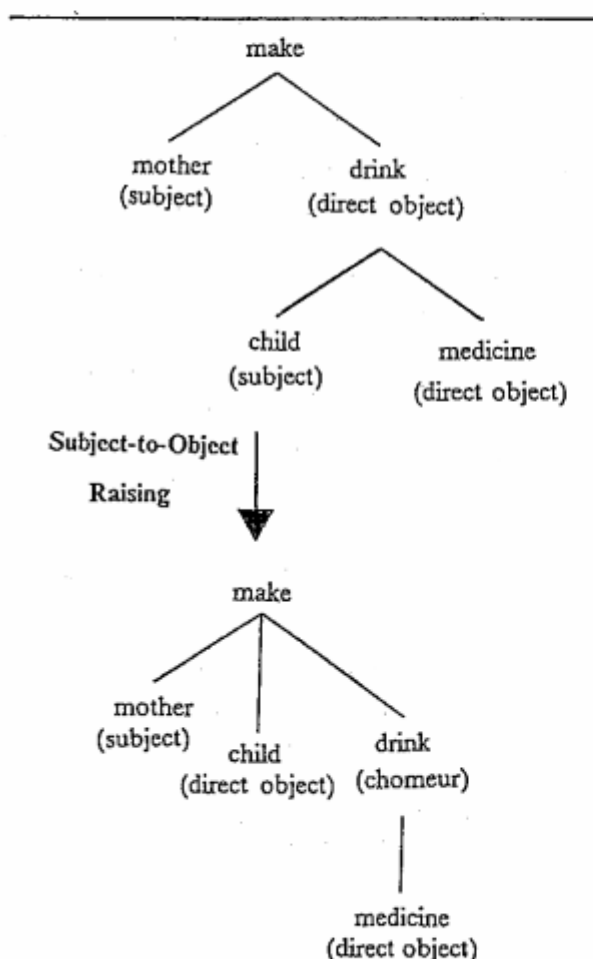 make
mother drink
(subject) (direct object)
child medicine
(subject) (direct object)
Subject-to-Object
Raising
make
mother child drink
(subject) (direct object) (chomeur)
medicine
(direct object)